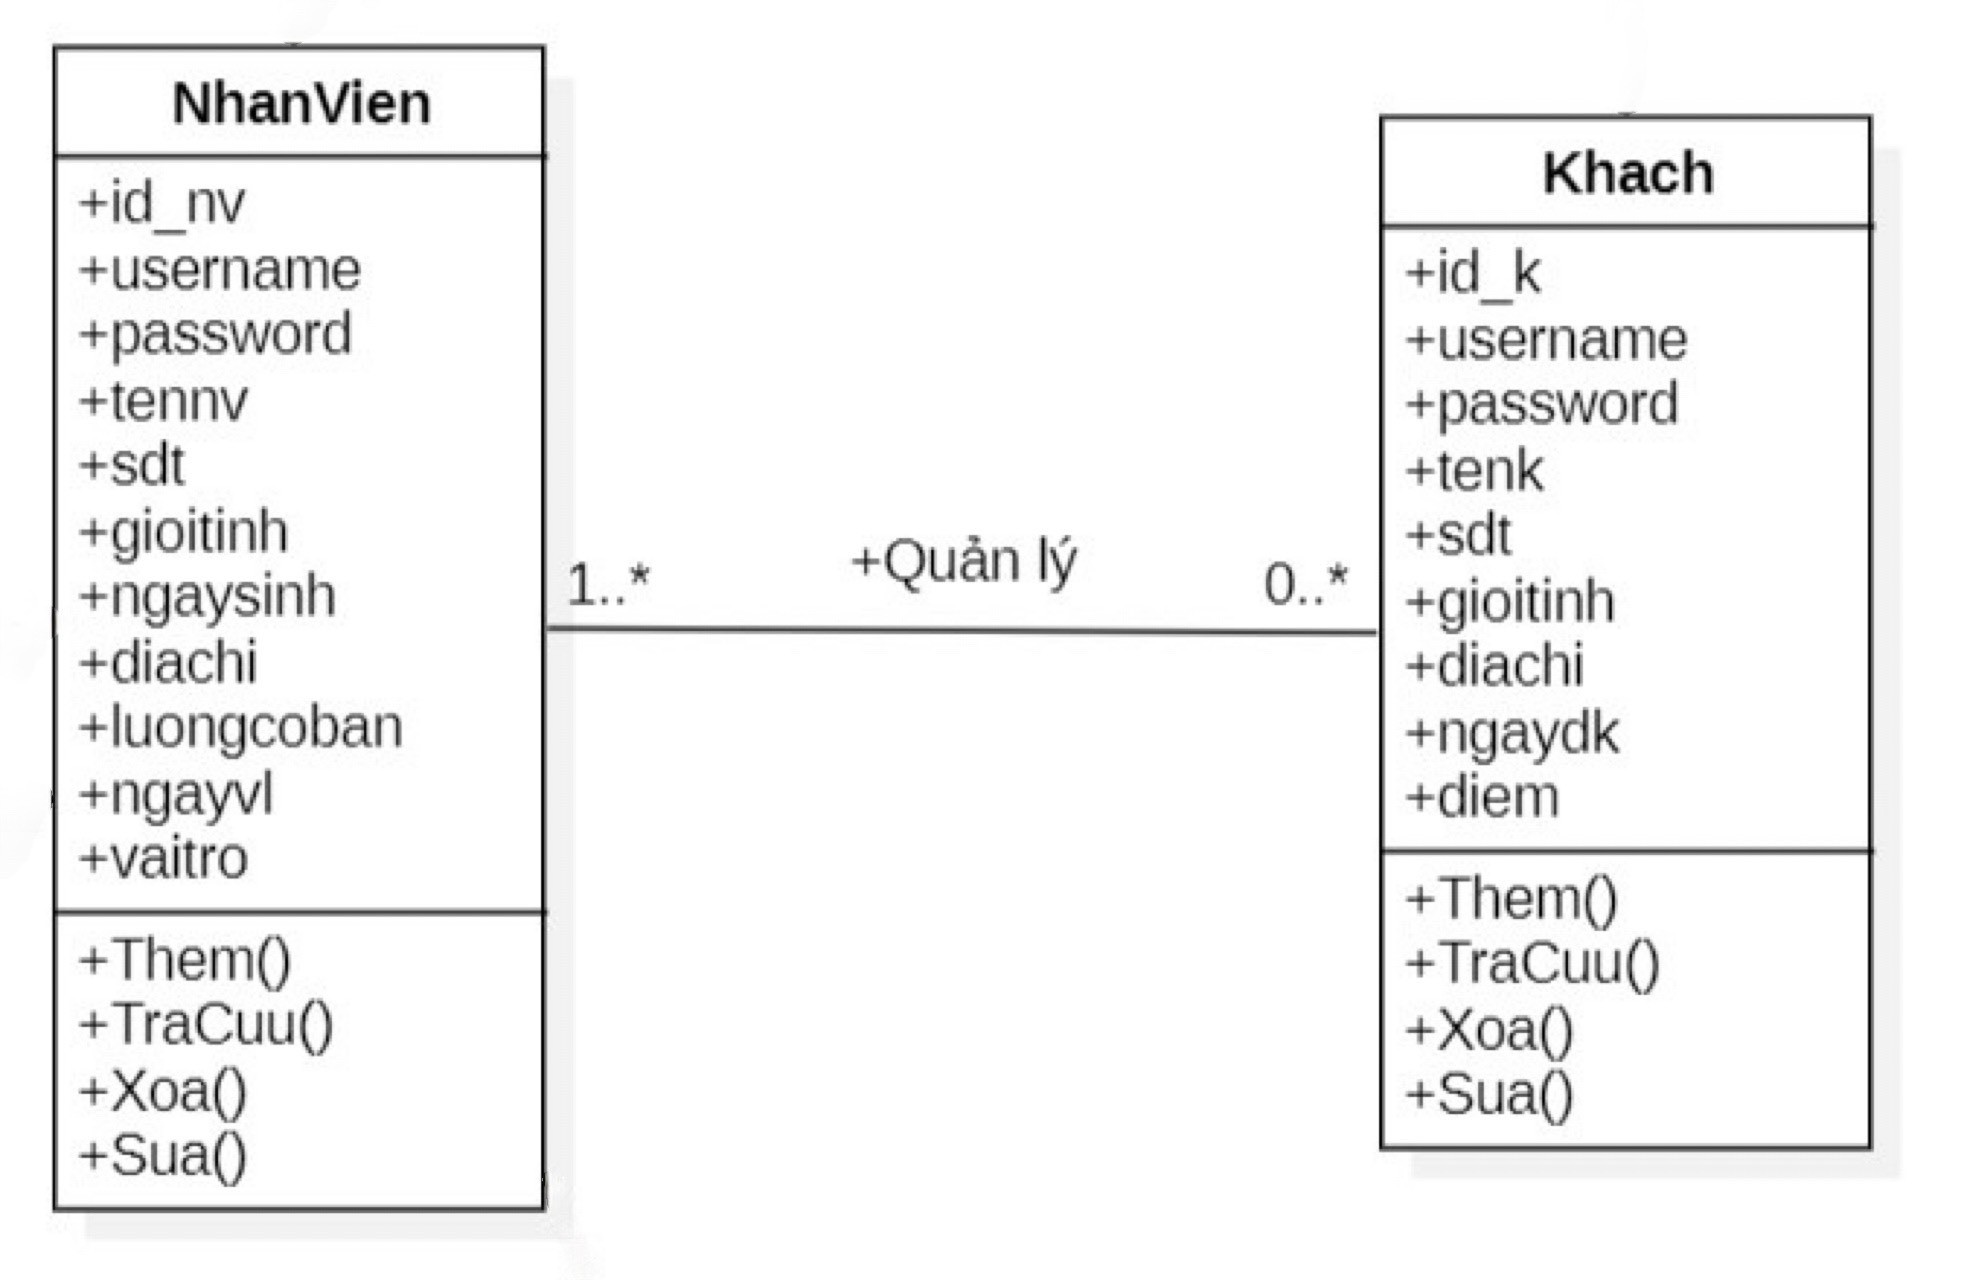 NhanVien
+id_nv
+username
+password
+tennv
+sdt
+gioitinh
+ngaysinh
+diachi
+luongcoban
+ngayvl
+vaitro
+Them()
+TraCuu()
+Xoa()
+Sua()
1..*
+Quản lý
0..*
Khach
+id_k
+username
+password
+tenk
+sdt
+gioitinh
+diachi
+ngaydk
+diem
+Them()
+TraCuu()
+Xoa()
+Sua()